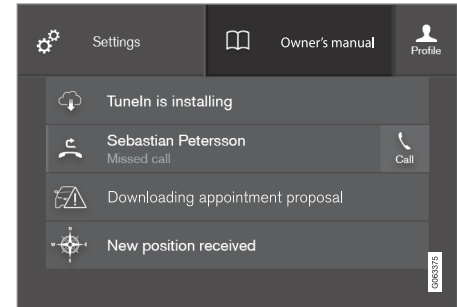 Settings
Owner's manual
Profile
TuneIn is installing
Sebastian Petersson
Missed call
Call
Downloading appointment proposal
N
W
New position received
G063375